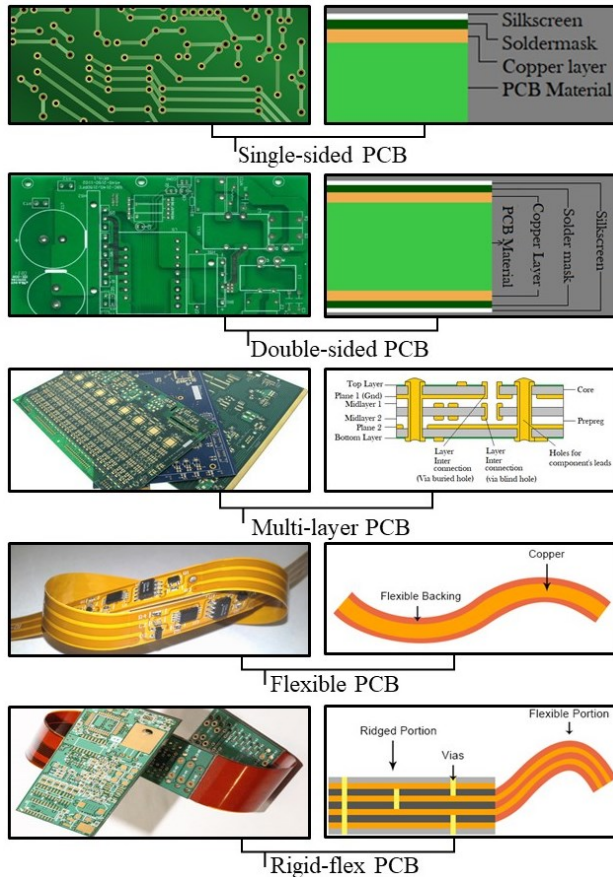 Silkscreen
Soldermask
Copper layer
PCB Material
Single-sided PCB
PCB Material
Copper Layer
Solder mask
Silkscreen
Double-sided PCB
Top Layer
Plane 1 (Gnd)
Midlayer 1
Midlayer 2
Plane 2
Bottom Layer
Core
Prepreg
Layer
Inter
connection
(Via buried hole)
Layer
Inter
connection
(via blind hole)
Holes for
component's leads
Multi-layer PCB
Flexible Backing
Copper
Flexible PCB
Ridged Portion
Vias
Flexible Portion
Rigid-flex PCB